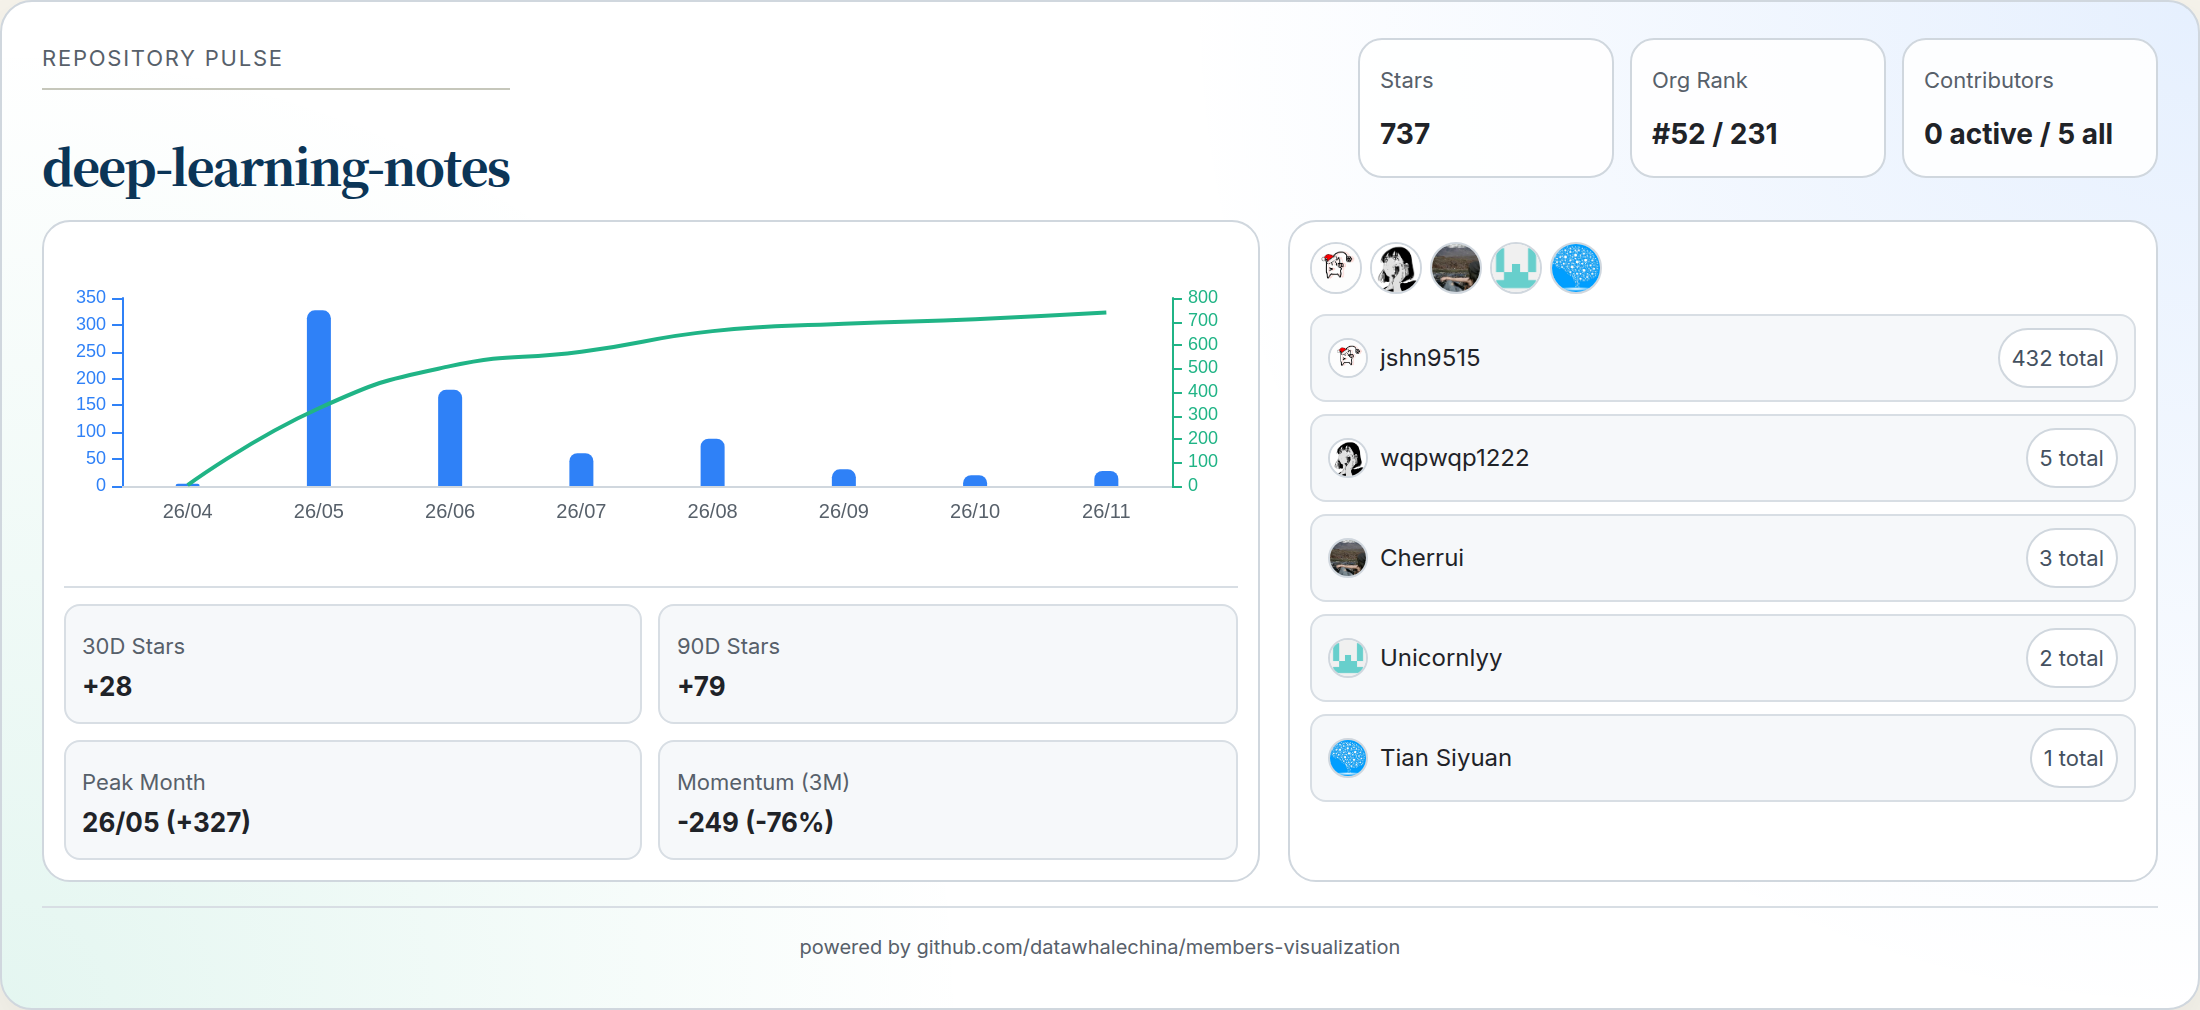 REPOSITORY PULSE
deep-learning-notes
Stars
737
Org Rank
#52 / 231
Contributors
0 active / 5 all
350
300
250
200
150
100
50
0
800
700
600
500
400
300
200
100
0
26/04
26/05
26/06
26/07
26/08
26/09
26/10
26/11
30D Stars
+28
90D Stars
+79
Peak Month
26/05 (+327)
Momentum (3M)
-249 (-76%)
jshn9515
432 total
wqpwqp1222
5 total
Cherrui
3 total
Unicornlyy
2 total
Tian Siyuan
1 total
powered by github.com/datawhalechina/members-visualization